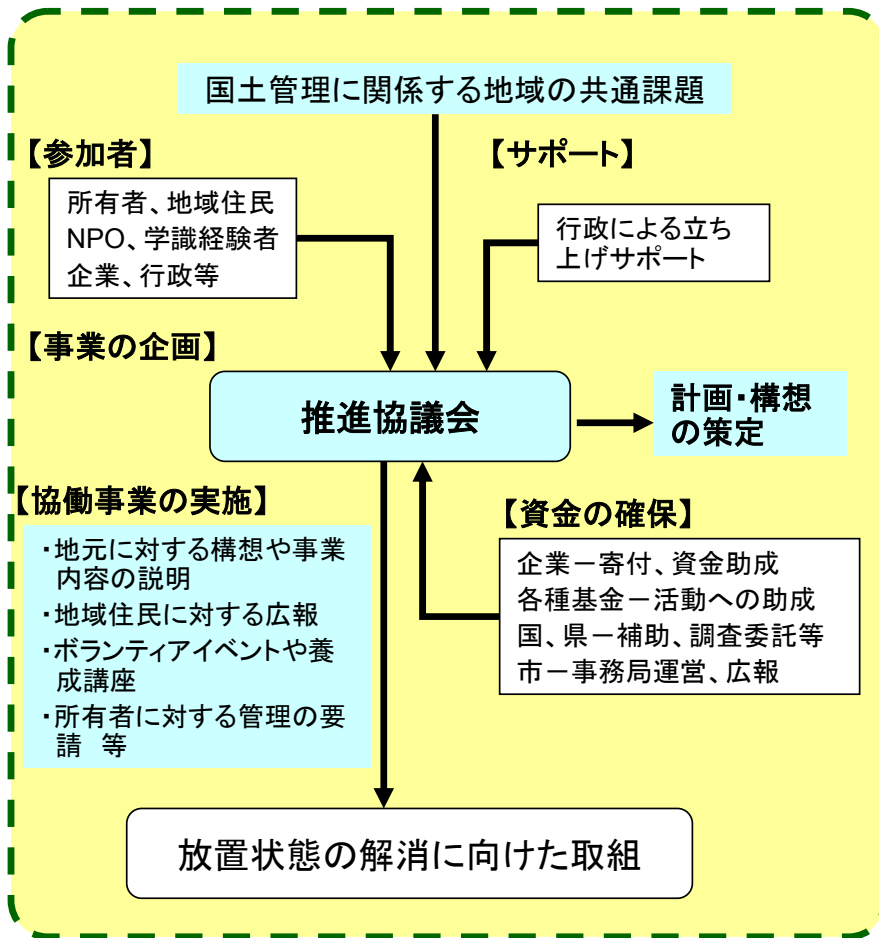 国土管理に関係する地域の共通課題
【参加者】
所有者、地域住民
NPO、学識経験者
企業、行政等
【サポート】
行政による立ち
上げサポート
【事業の企画】
推進協議会
計画・構想
の策定
【協働事業の実施】
・地元に対する構想や事業
内容の説明
・地域住民に対する広報
・ボランティアイベントや養
成講座
・所有者に対する管理の要
請　等
【資金の確保】
企業－寄付、資金助成
各種基金－活動への助成
国、県－補助、調査委託等
市－事務局運営、広報
放置状態の解消に向けた取組